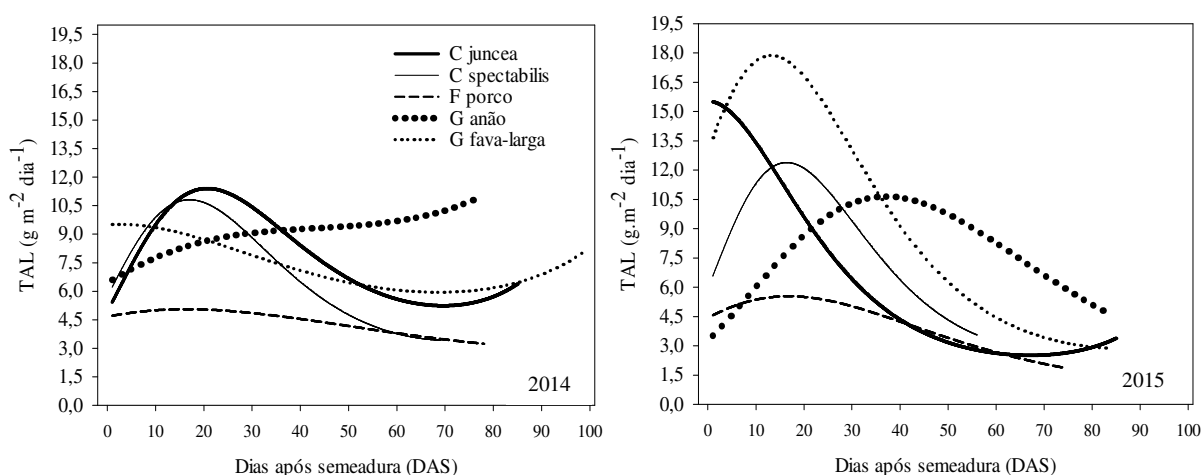 19,5
18,0
16,5
15,0
13,5
12,0
10,5
9,0
7,5
6,0
4,5
3,0
1,5
0,0
TAL (g m-2 dia-1)
C juncea
C spectabilis
F porco
G anão
G fava-larga
2014
0 10 20 30 40 50 60 70 80 90 100
Dias após semeadura (DAS)
19,5
18,0
16,5
15,0
13,5
12,0
10,5
9,0
7,5
6,0
4,5
3,0
1,5
0,0
TAL (g.m-2 dia-1)
2015
0 10 20 30 40 50 60 70 80 90 100
Dias após semeadura (DAS)